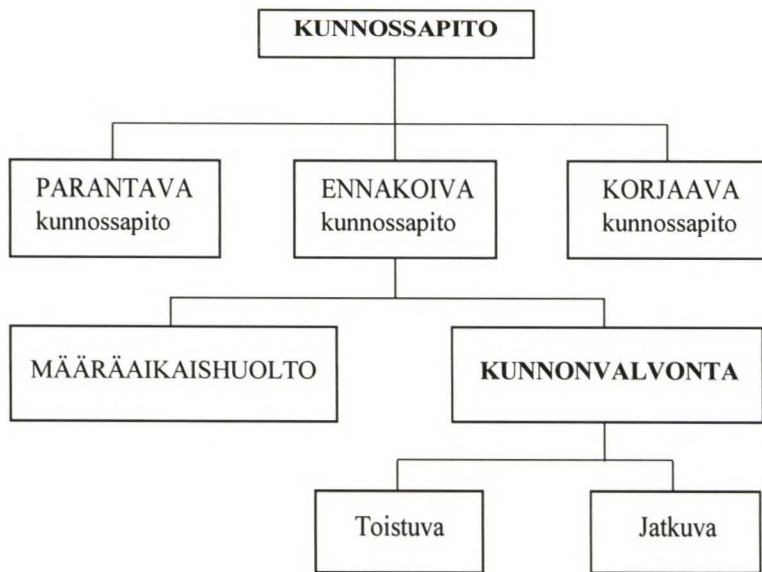 KUNNOSSAPITO
PARANTAVA
kunnossapito
ENNAKOIVA
kunnossapito
KORJAAVA
kunnossapito
MÄÄRÄAIKAISHUOLTO
KUNNONVALVONTA
Toistuva
Jatkuva